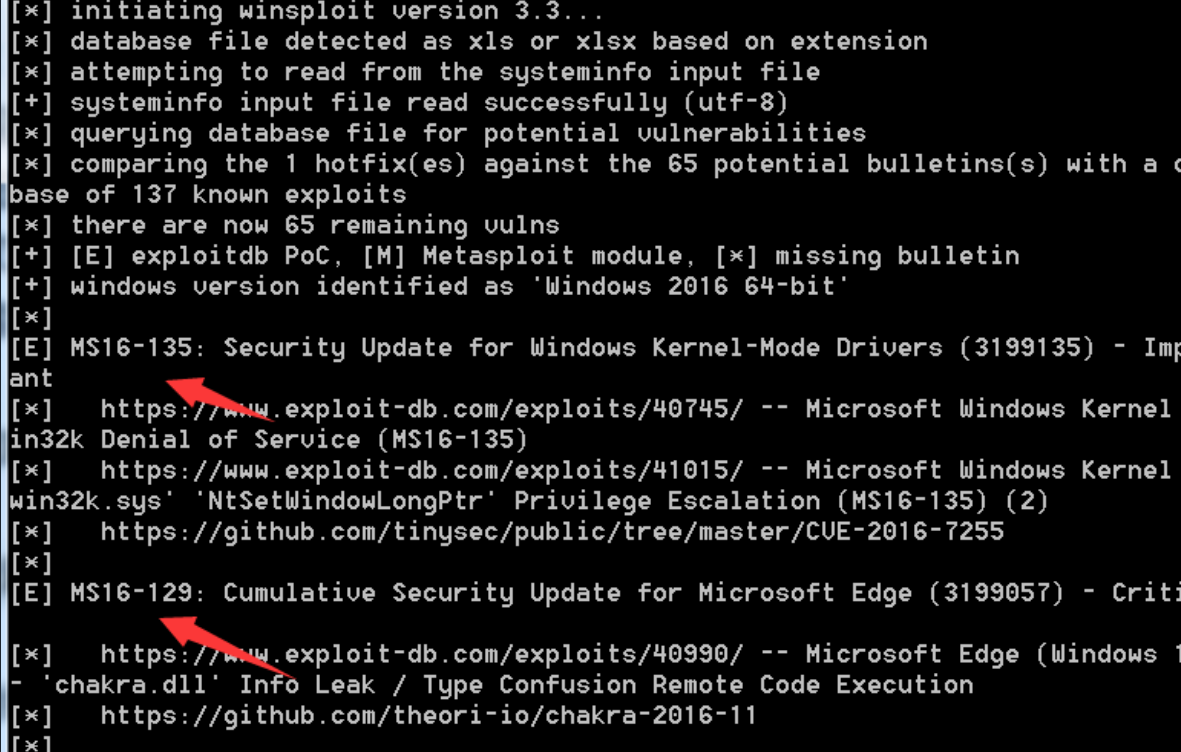 [*] initiating winsploit version 3.3...
[*] database file detected as xls or xlsx based on extension
[*] attempting to read from the systeminfo input file
[+] systeminfo input file read successfully (utf-8)
[*] querying database file for potential vulnerabilities
[*] comparing the 1 hotfix(es) against the 65 potential bulletins(s) with a
base of 137 known exploits
[*] there are now 65 remaining vulns
[+] [E] exploitdb PoC, [M] Metasploit module, [*] missing bulletin
[+] windows version identified as 'Windows 2016 64-bit'
[*]
[E] MS16-135: Security Update for Windows Kernel-Mode Drivers (3199135) - Imp
ant
[*]   https://www.exploit-db.com/exploits/40745/ -- Microsoft Windows Kernel
in32k Denial of Service (MS16-135)
[*]   https://www.exploit-db.com/exploits/41015/ -- Microsoft Windows Kernel
win32k.sys' 'NtSetWindowLongPtr' Privilege Escalation (MS16-135) (2)
[*]   https://github.com/tinysec/public/tree/master/CVE-2016-7255
[*]
[E] MS16-129: Cumulative Security Update for Microsoft Edge (3199057) - Criti
[*]   https://www.exploit-db.com/exploits/40990/ -- Microsoft Edge (Windows 1
- 'chakra.dll' Info Leak / Type Confusion Remote Code Execution
[*]   https://github.com/theori-io/chakra-2016-11
[*]